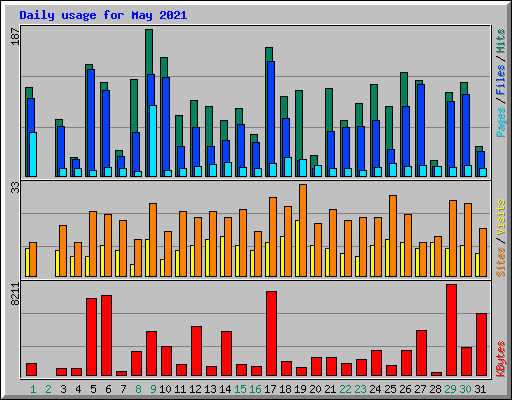 Daily usage for May 2021
187
Pages / Files / Hits
33
Sites / Visits
8211
KBytes
1 2 3 4 5 6 7 8 9 10 11 12 13 14 15 16 17 18 19 20 21 22 23 24 25 26 27 28 29 30 31